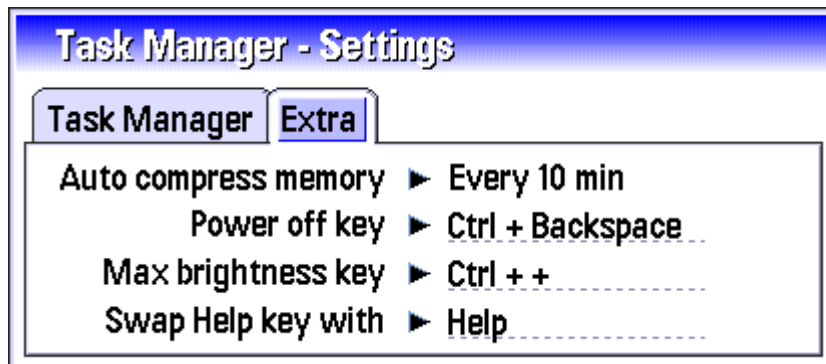 Task Manager - Settings
Task Manager Extra
Auto compress memory Every 10 min
Power off key Ctrl + Backspace
Max brightness key Ctrl + +
Swap Help key with Help